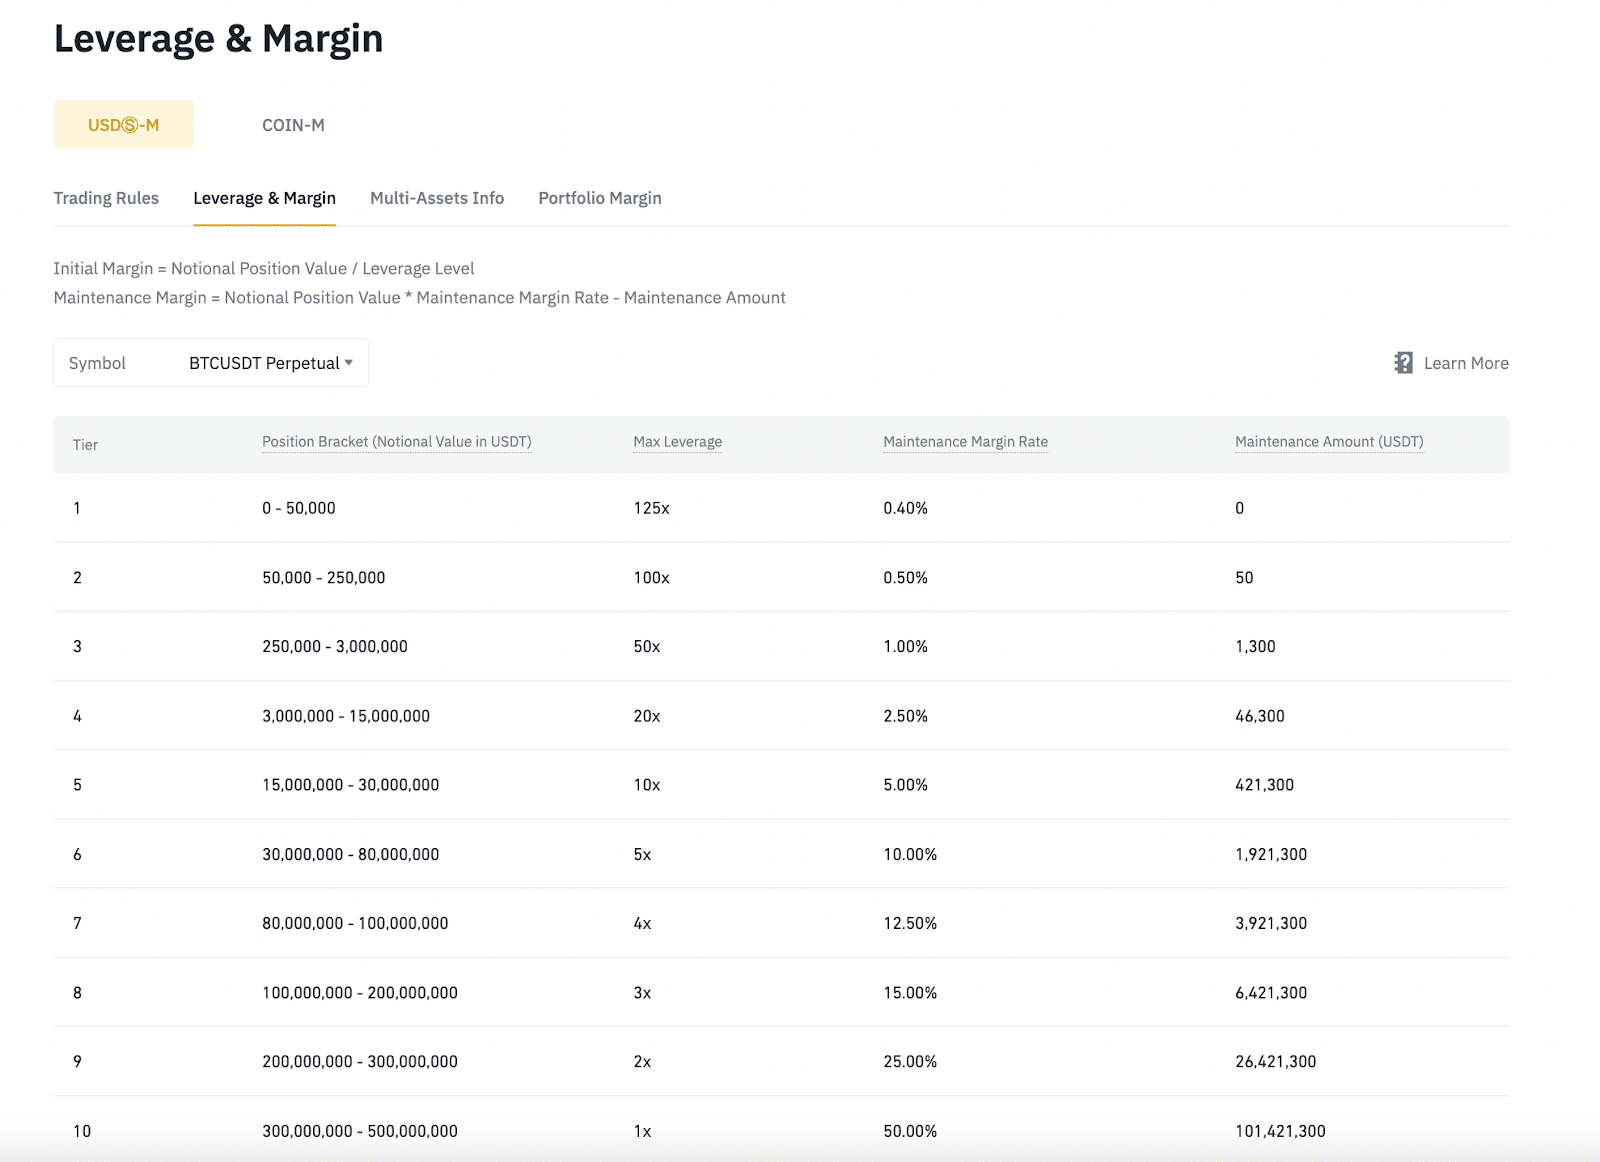 Leverage & Margin
USDⓈ-M COIN-M
Trading Rules Leverage & Margin Multi-Assets Info Portfolio Margin
Initial Margin = Notional Position Value / Leverage Level
Maintenance Margin = Notional Position Value * Maintenance Margin Rate - Maintenance Amount
Symbol BTCUSDT Perpetual Learn More
Tier Position Bracket (Notional Value in USDT) Max Leverage Maintenance Margin Rate Maintenance Amount (USDT)
1 0 - 50,000 125x 0.40% 0
2 50,000 - 250,000 100x 0.50% 50
3 250,000 - 3,000,000 50x 1.00% 1,300
4 3,000,000 - 15,000,000 20x 2.50% 46,300
5 15,000,000 - 30,000,000 10x 5.00% 421,300
6 30,000,000 - 80,000,000 5x 10.00% 1,921,300
7 80,000,000 - 100,000,000 4x 12.50% 3,921,300
8 100,000,000 - 200,000,000 3x 15.00% 6,421,300
9 200,000,000 - 300,000,000 2x 25.00% 26,421,300
10 300,000,000 - 500,000,000 1x 50.00% 101,421,300